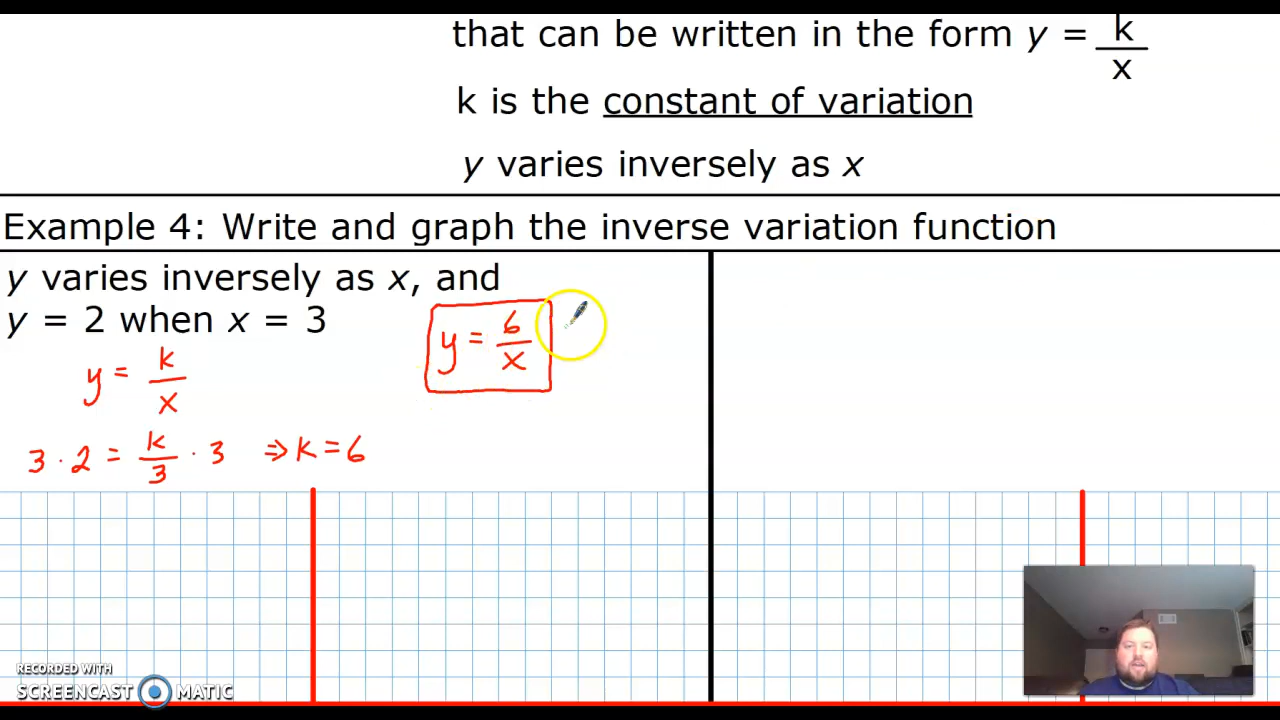 that can be written in the form y = k/x
k is the constant of variation
y varies inversely as x
Example 4: Write and graph the inverse variation function
y varies inversely as x, and
y = 2 when x = 3
y = k/x
y = 6/x
3 · 2 = k/3 · 3 ⇒ k = 6
RECORDED WITH
SCREENCAST MATIC